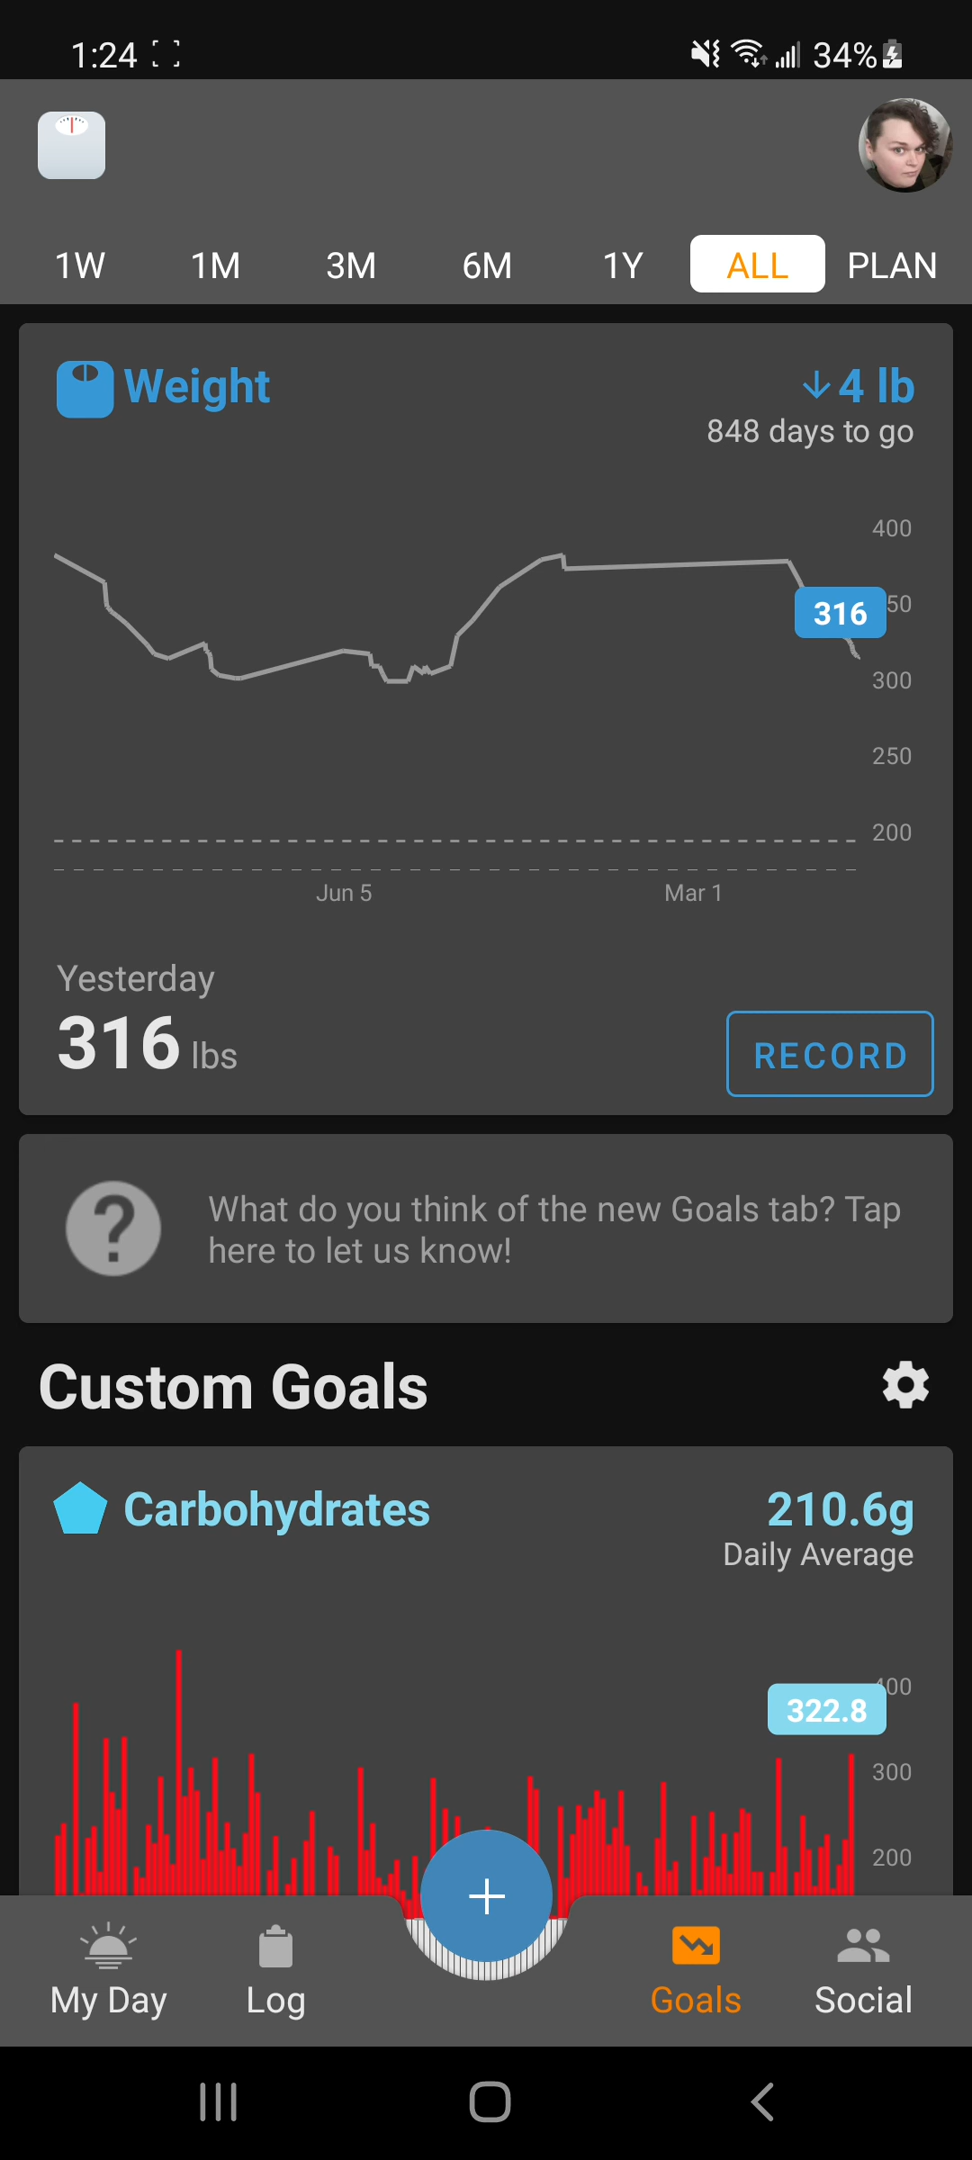 1:24
34%
1W 1M 3M 6M 1Y ALL PLAN
Weight
↓4 lb
848 days to go
400
316
50
300
250
200
Jun 5 Mar 1
Yesterday
316 lbs
RECORD
What do you think of the new Goals tab? Tap
here to let us know!
Custom Goals
Carbohydrates
210.6g
Daily Average
322.8
00
300
200
My Day Log Goals Social